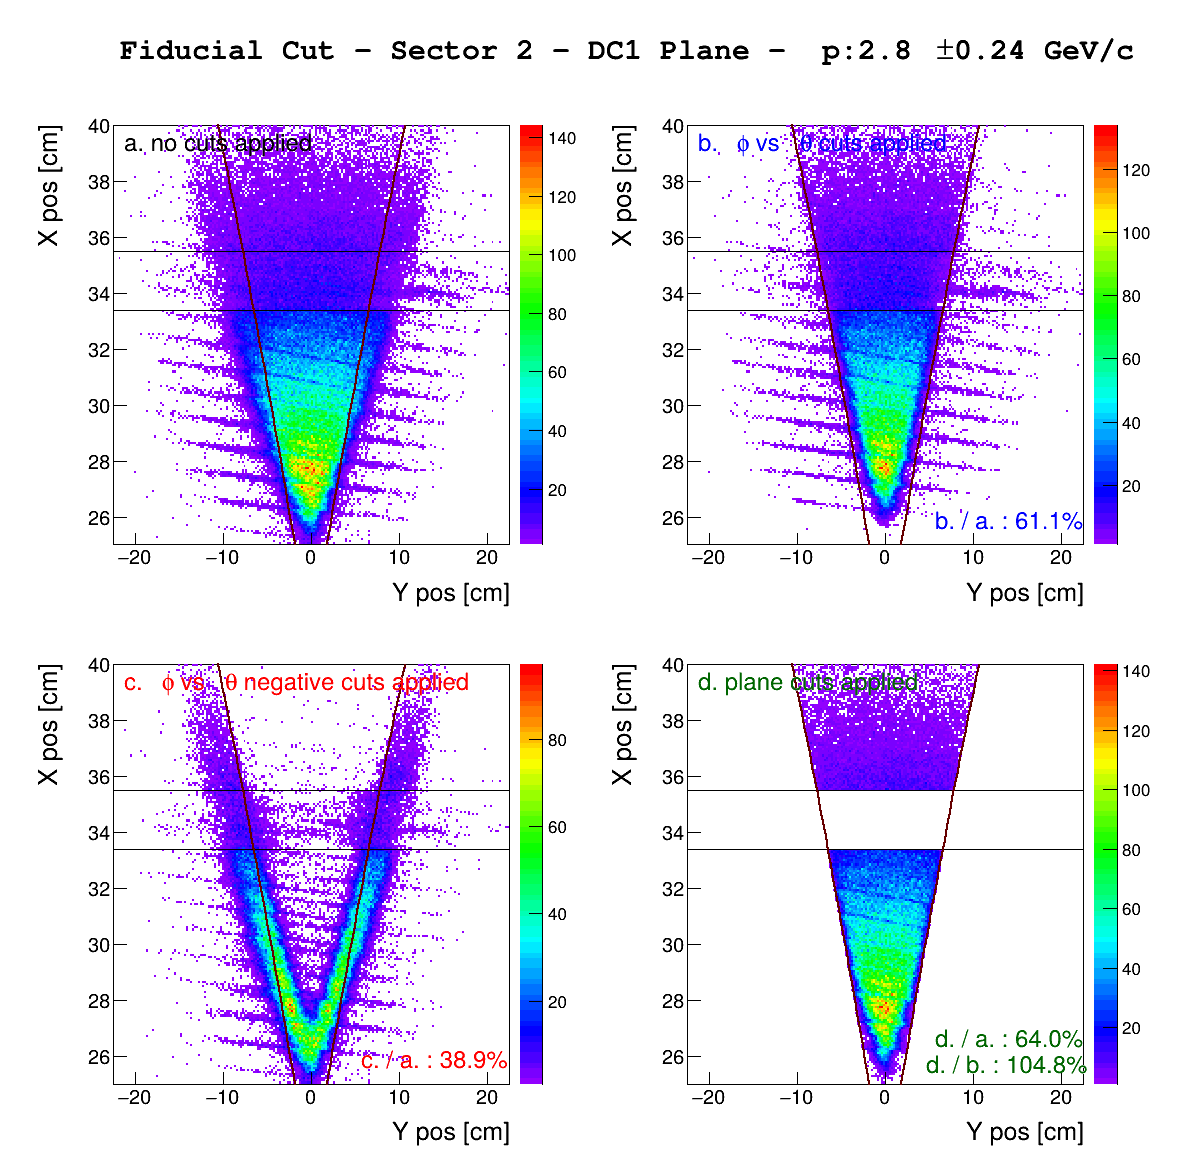 Fiducial Cut − Sector 2 − DC1 Plane − p:2.8 ±0.24 GeV/c
X pos [cm]
40
38
36
34
32
30
28
26
a. no cuts applied
140
120
100
80
60
40
20
−20 −10 0 10 20
Y pos [cm]
X pos [cm]
40
38
36
34
32
30
28
26
b. ϕ vs θ cuts applied
b. / a. : 61.1%
120
100
80
60
40
20
−20 −10 0 10 20
Y pos [cm]
X pos [cm]
40
38
36
34
32
30
28
26
c. ϕ vs. θ negative cuts applied
c. / a. : 38.9%
80
60
40
20
−20 −10 0 10 20
Y pos [cm]
X pos [cm]
40
38
36
34
32
30
28
26
d. plane cuts applied
d. / a. : 64.0%
d. / b. : 104.8%
140
120
100
80
60
40
20
−20 −10 0 10 20
Y pos [cm]